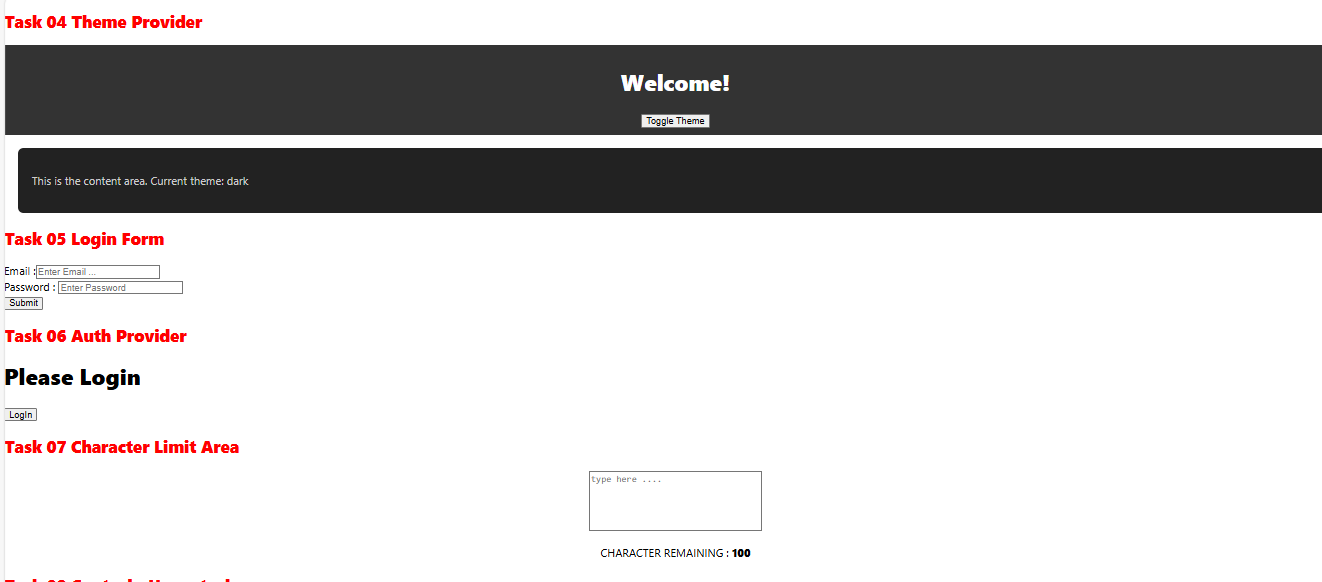 Task 04 Theme Provider
Welcome!
Toggle Theme
This is the content area. Current theme: dark
Task 05 Login Form
Email :Enter Email ...
Password : Enter Password
Submit
Task 06 Auth Provider
Please Login
LogIn
Task 07 Character Limit Area
type here ....
CHARACTER REMAINING : 100